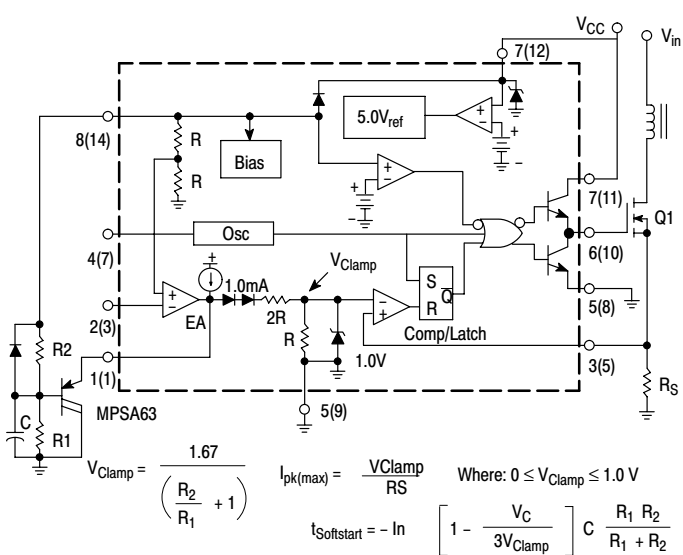 VCC
Vin
7(12)
+
−
5.0Vref
+
−
8(14)
R
Bias
R
+
−
+
−
7(11)
Q1
Osc
4(7)
6(10)
+
VClamp
1.0mA
S
Q
R
+
−
2(3)
EA
2R
−
+
5(8)
R
Comp/Latch
1.0V
3(5)
R2
1(1)
RS
MPSA63
5(9)
C
R1
VClamp = 1.67 / (R2/R1 + 1)
Ipk(max) = VClamp/RS
Where: 0 ≤ VClamp ≤ 1.0 V
tSoftstart = − In [1 - VC/3VClamp] C R1 R2/R1 + R2